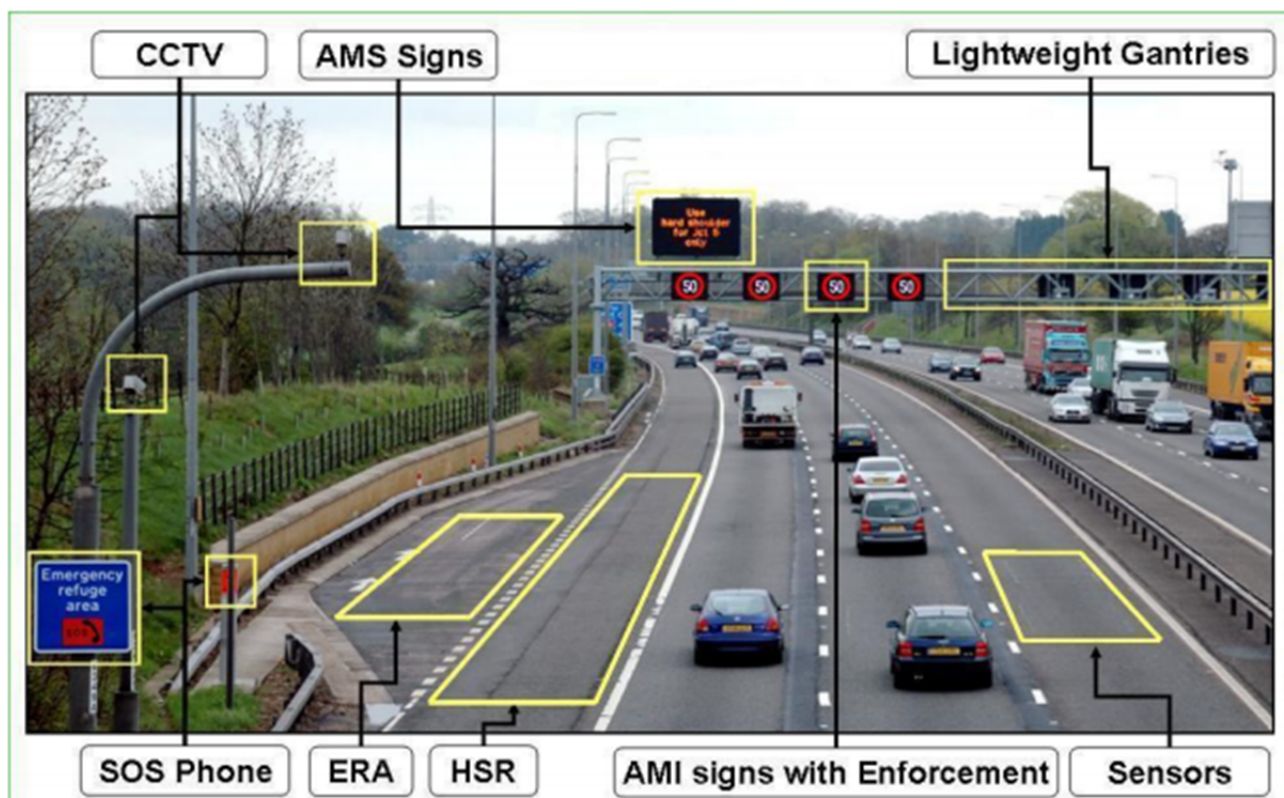 CCTV
AMS Signs
Lightweight Gantries
Use
hard shoulder
for Jct 6
only
50
50
50
50
Emergency
refuge
area
SOS
SOS Phone
ERA
HSR
AMI signs with Enforcement
Sensors